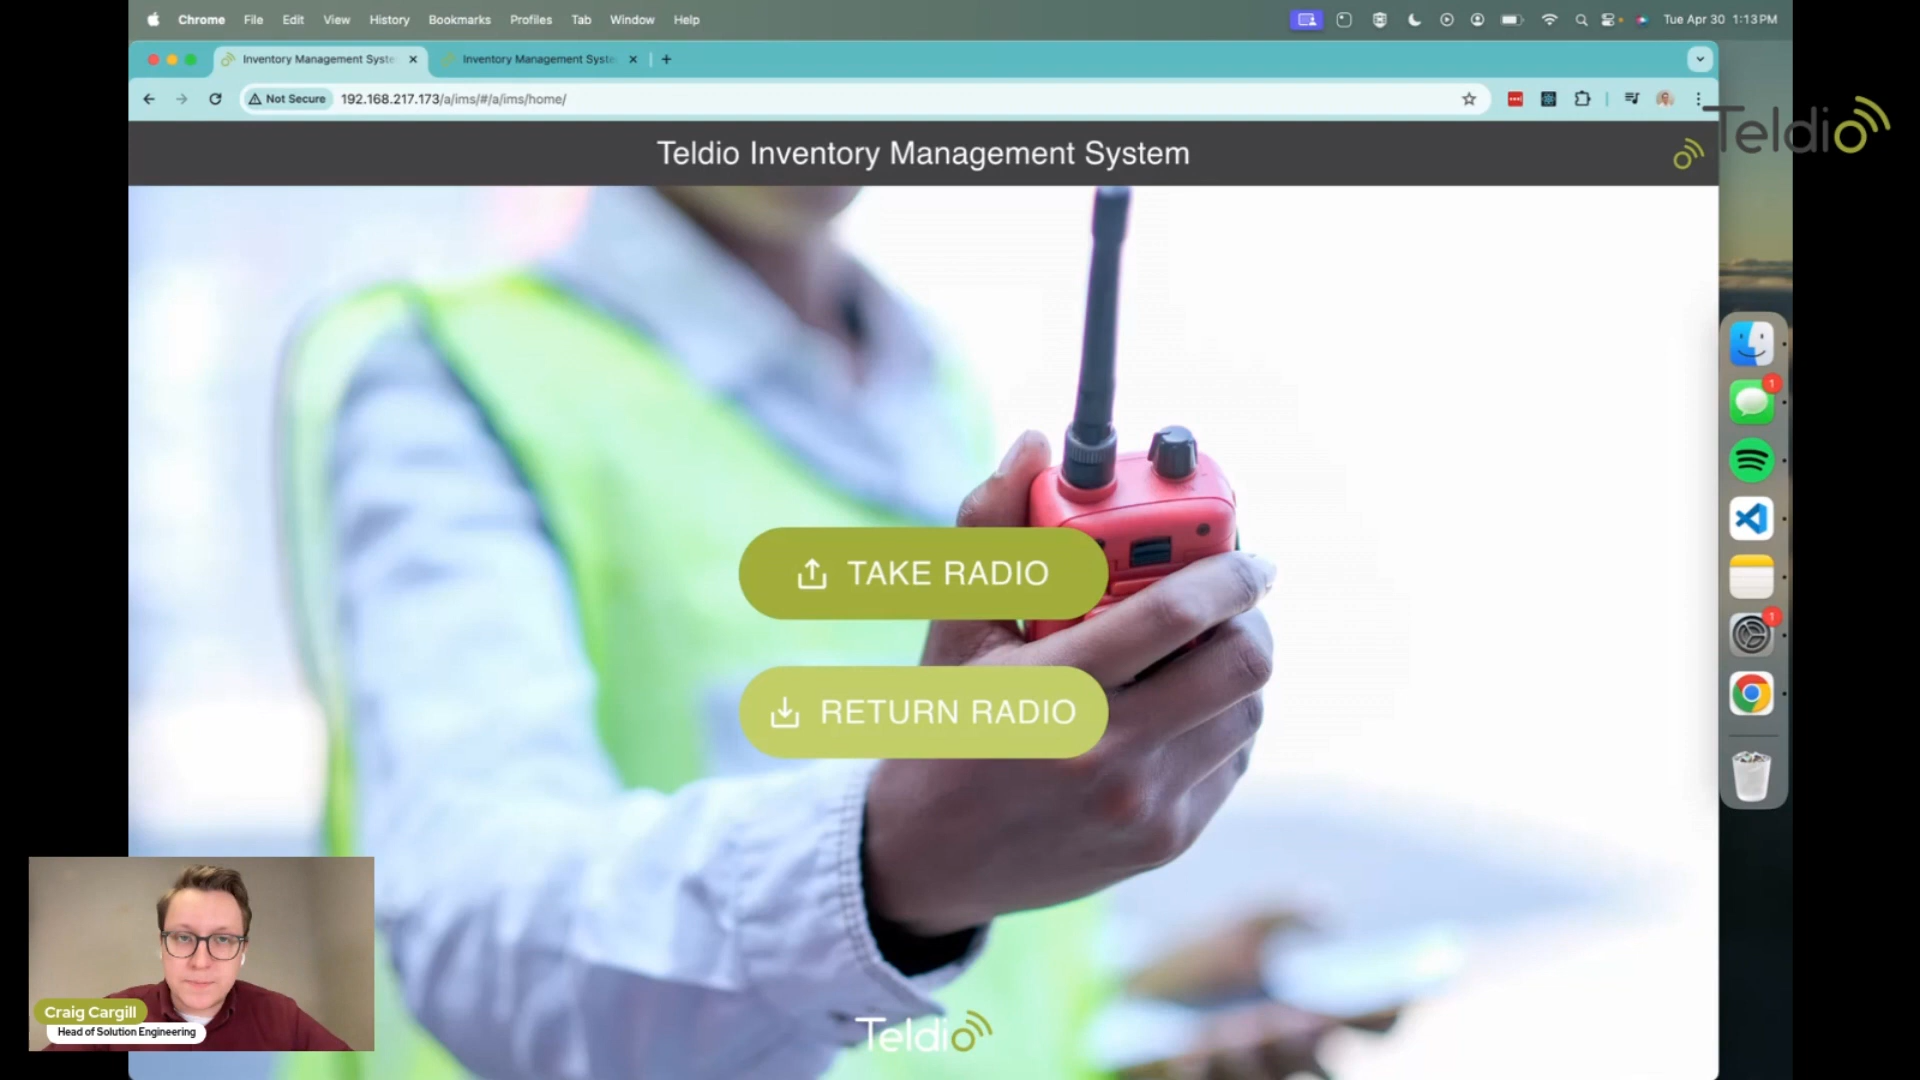 Chrome File Edit View History Bookmarks Profiles Tab Window Help Tue Apr 30 1:13 PM
Inventory Management Syste Inventory Management Syste
Not Secure 192.168.217.173/a/ims/#/a/ims/home/
Teldio
Teldio Inventory Management System
1
TAKE RADIO
1
RETURN RADIO
Craig Cargill
Head of Solution Engineering
Teldio